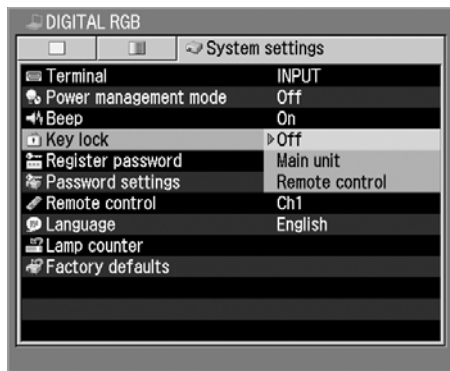 DIGITAL RGB
System settings
Terminal INPUT
Power management mode Off
Beep On
Key lock Off
Register password Main unit
Password settings Remote control
Remote control Ch1
Language English
Lamp counter
Factory defaults